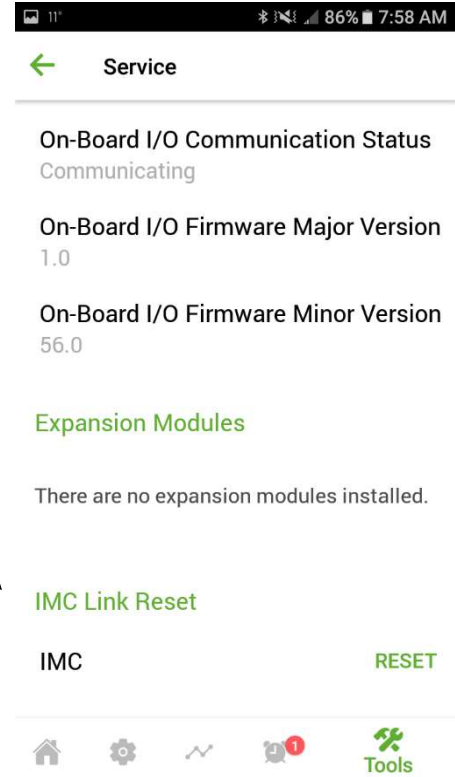 11° 86% 7:58 AM
Service
On-Board I/O Communication Status
Communicating
On-Board I/O Firmware Major Version
1.0
On-Board I/O Firmware Minor Version
56.0
Expansion Modules
There are no expansion modules installed.
IMC Link Reset
IMC RESET
1
Tools